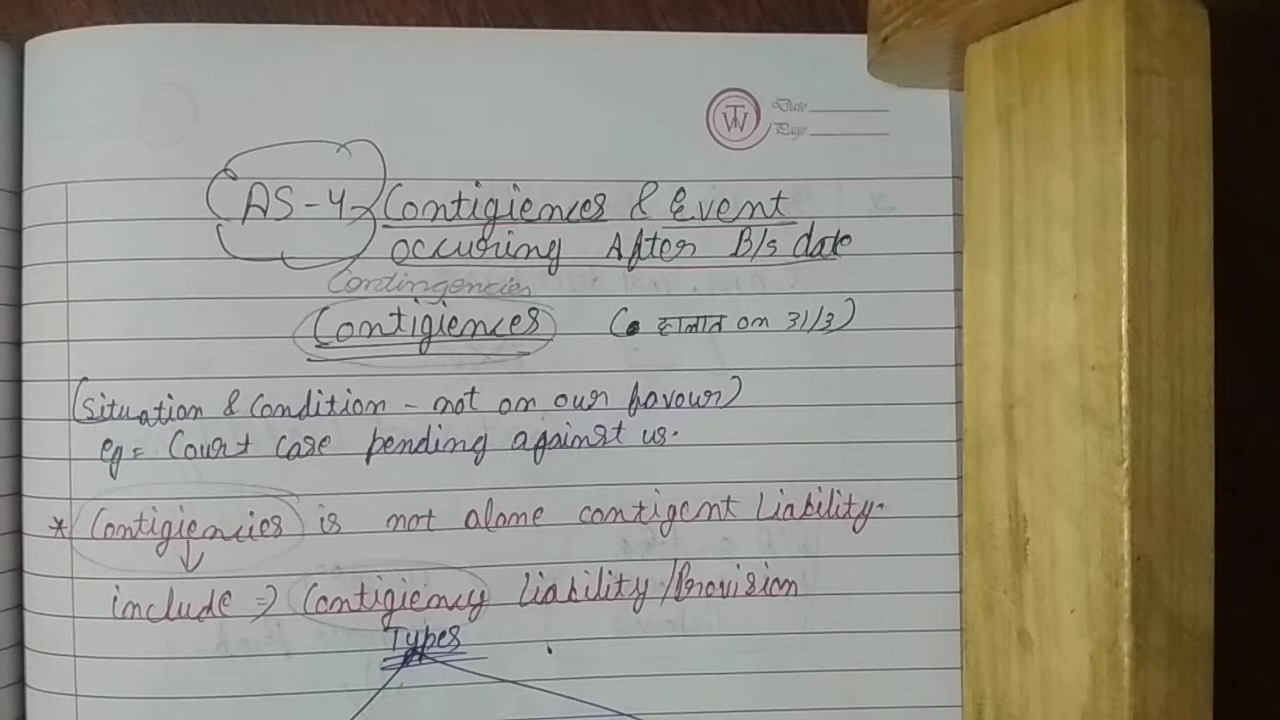 TW
Date
Page
AS-4 Contigiences & Event
occuring After B/s date
Contingencies
Contigiences (हालात on 31/3)
(Situation & Condition - not on our favour)
eg = Court case pending against us.
* Contigiencies is not alone contigent Liability.
include ⇒ Contigiency Liability/Provision
Types